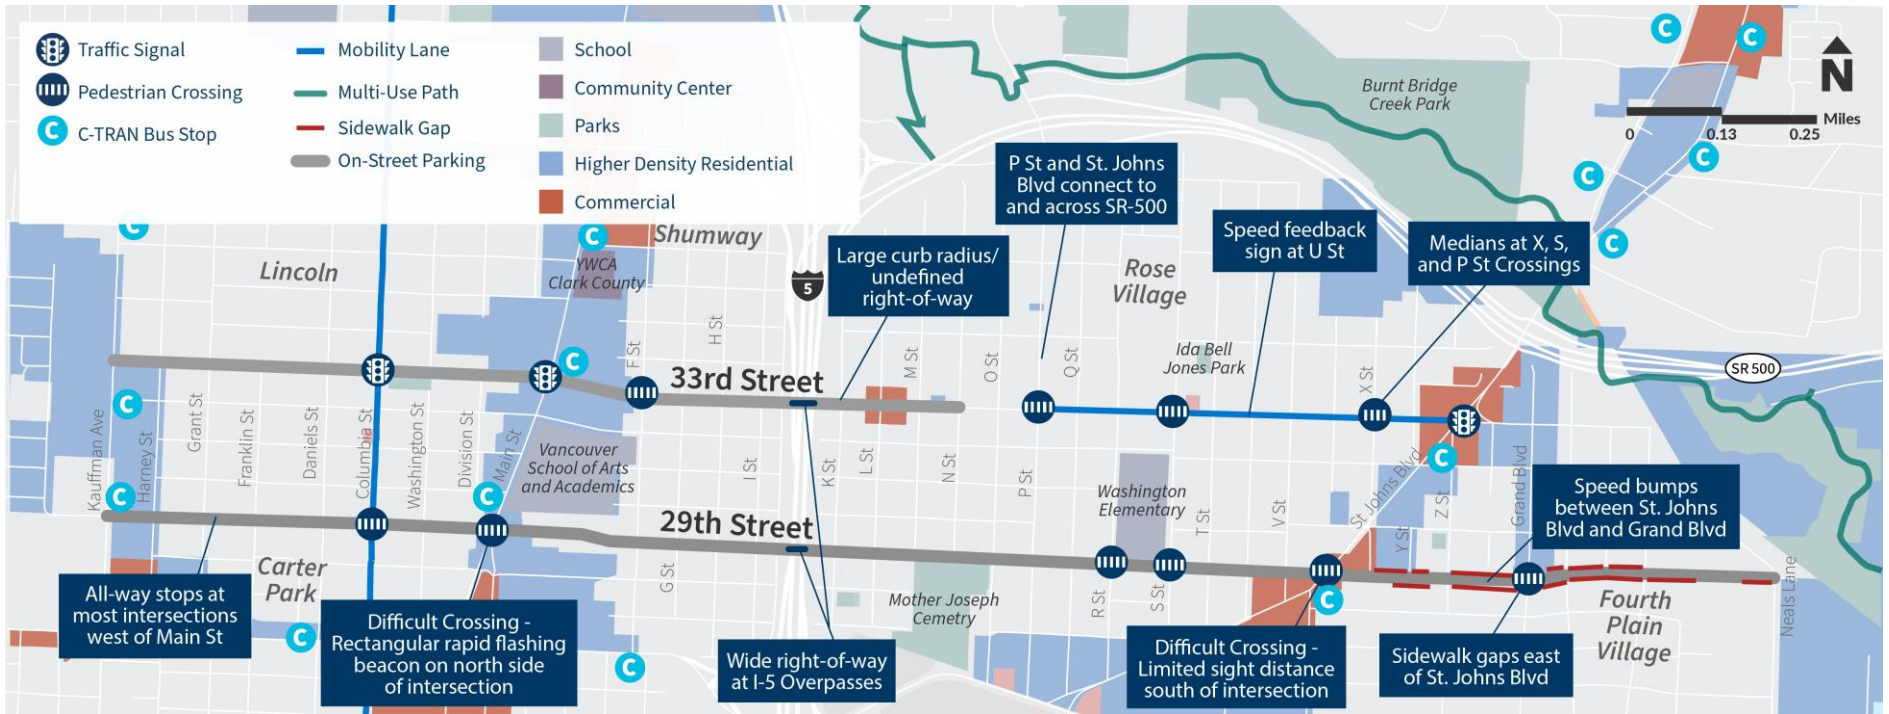 Traffic Signal
Pedestrian Crossing
C C-TRAN Bus Stop
Mobility Lane
Multi-Use Path
Sidewalk Gap
On-Street Parking
School
Community Center
Parks
Higher Density Residential
Commercial
C
C
N
0
0.13
0.25
Miles
Burnt Bridge
Creek Park
C
C
C
P St and St. Johns
Blvd connect to
and across SR-500
Speed feedback
sign at U St
Medians at X, S,
and P St Crossings
C
C
Shumway
Large curb radius/
undefined
right-of-way
Lincoln
YWCA
Clark County
5
Rose
Village
H St
F St
M St
O St
Q St
Ida Bell
Jones Park
X St
SR 500
C
33rd Street
C
Kauffman Ave
Harney St
Grant St
Franklin St
Daniels St
Columbia St
Washington St
Division St
Main St
Vancouver
School of Arts
and Academics
I St
K St
L St
N St
P St
Washington
Elementary
T St
V St
St Johns Blvd
C
Y St
Z St
Grand Blvd
Speed bumps
between St. Johns
Blvd and Grand Blvd
C
C
29th Street
All-way stops at
most intersections
west of Main St
Carter
Park
C
Difficult Crossing -
Rectangular rapid flashing
beacon on north side
of intersection
G St
C
Wide right-of-way
at I-5 Overpasses
Mother Joseph
Cemetery
R St
S St
C
Difficult Crossing -
Limited sight distance
south of intersection
Sidewalk gaps east
of St. Johns Blvd
Fourth
Plain
Village
Neals Lane